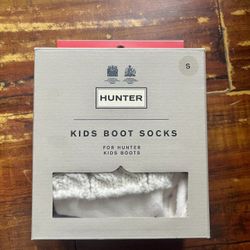 S
HUNTER
KIDS BOOT SOCKS
FOR HUNTER
KIDS BOOTS